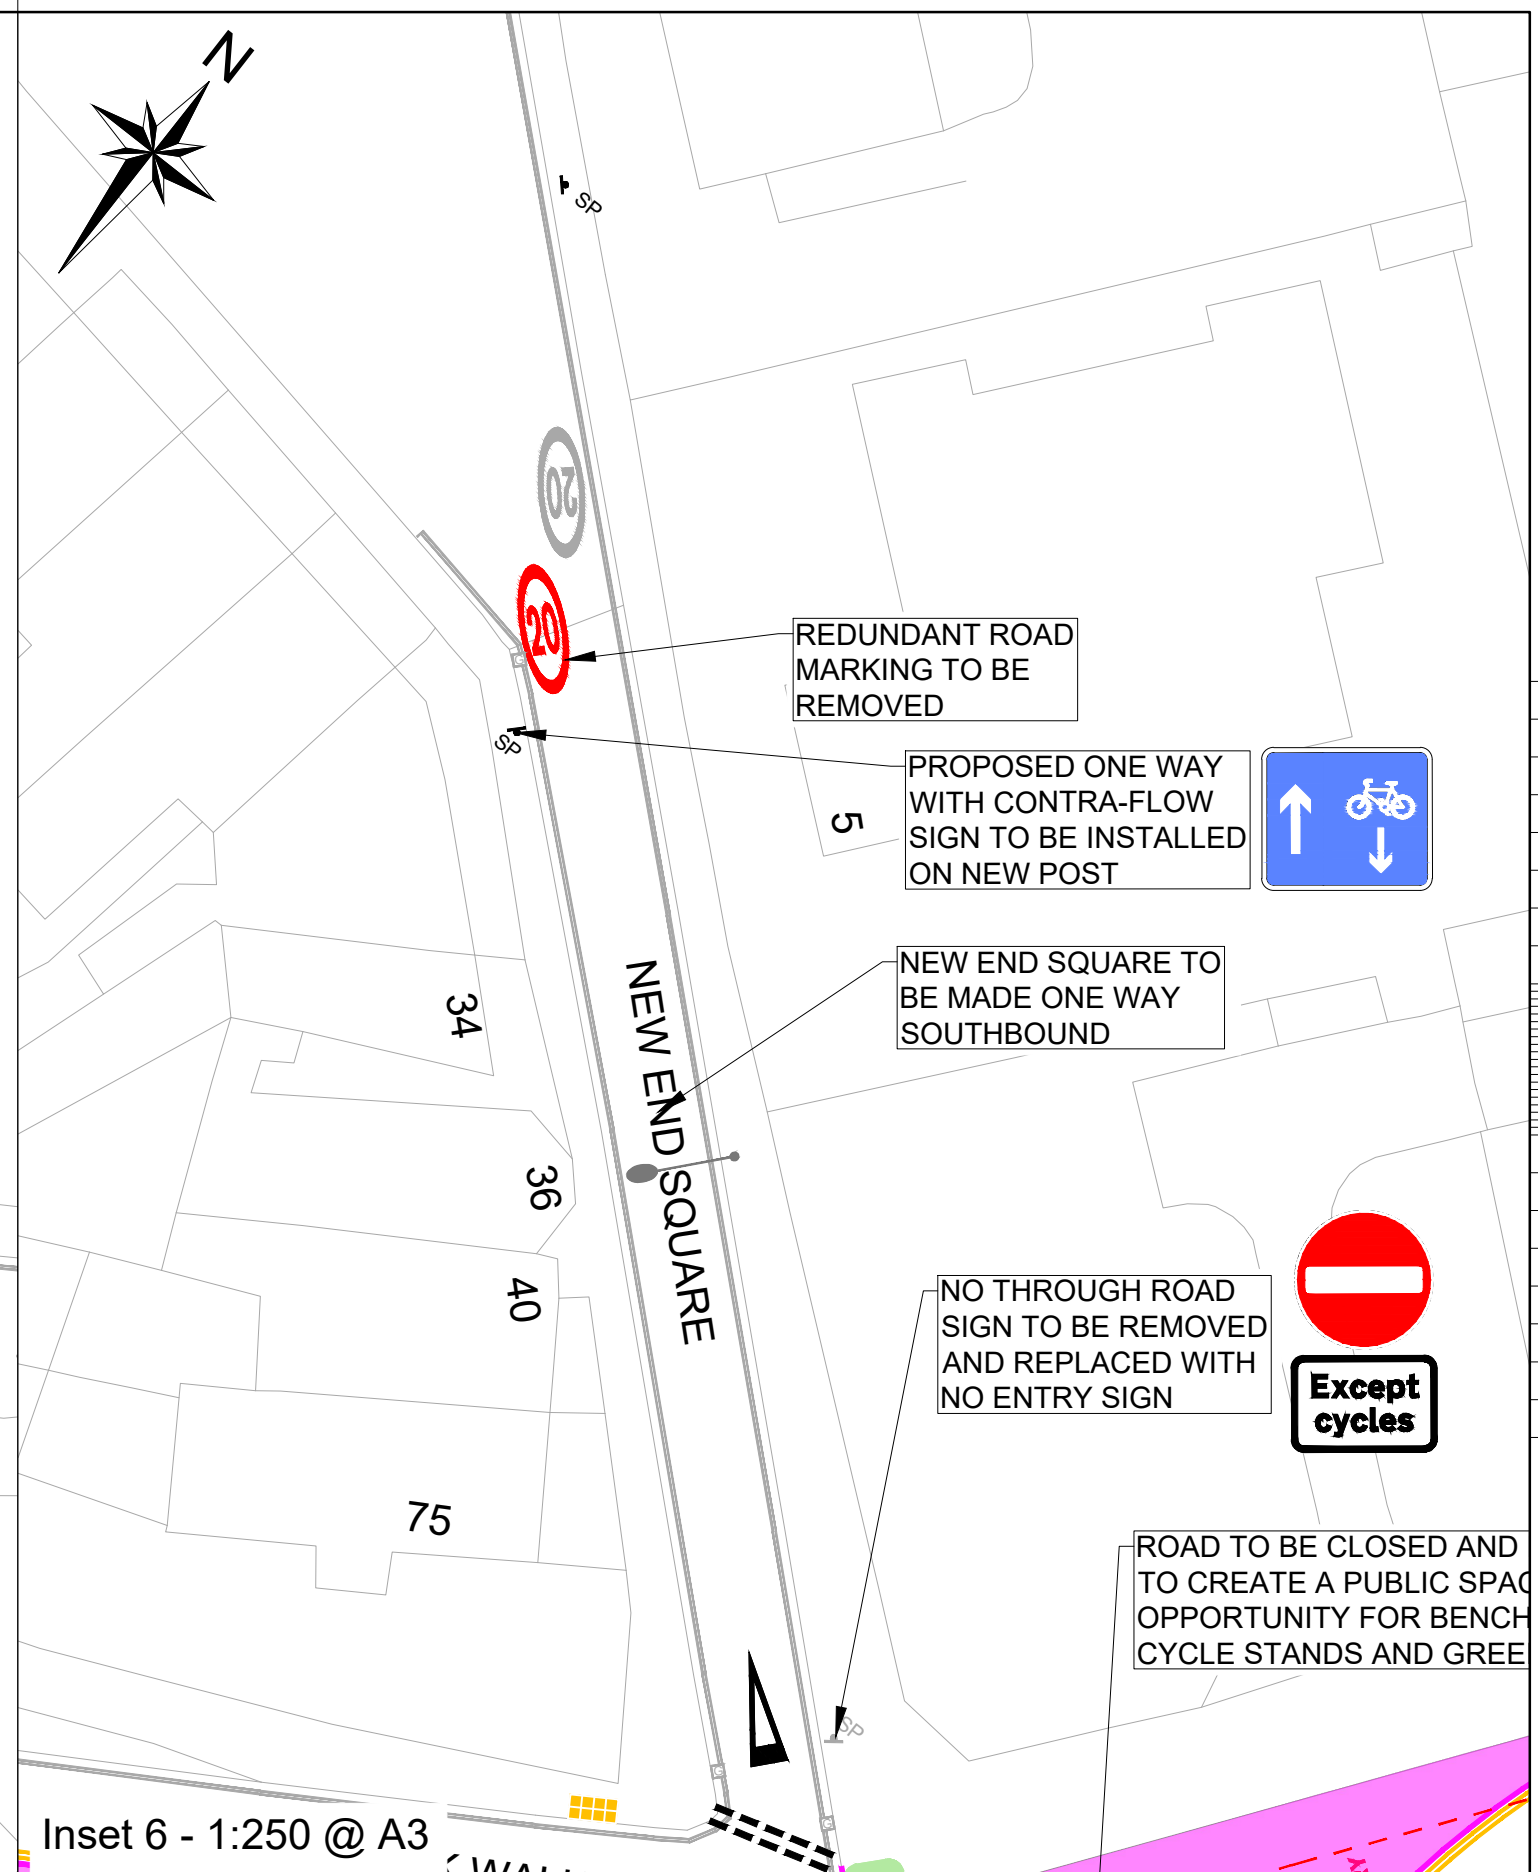 N
SP
20
20
REDUNDANT ROAD
MARKING TO BE
REMOVED
G
SP
PROPOSED ONE WAY
WITH CONTRA-FLOW
SIGN TO BE INSTALLED
ON NEW POST
5
NEW END SQUARE TO
BE MADE ONE WAY
SOUTHBOUND
34
NEW END SQUARE
36
40
NO THROUGH ROAD
SIGN TO BE REMOVED
AND REPLACED WITH
NO ENTRY SIGN
Except
cycles
75
ROAD TO BE CLOSED AND
TO CREATE A PUBLIC SPAC
OPPORTUNITY FOR BENCH
CYCLE STANDS AND GREE
SP
G
G
Inset 6 - 1:250 @ A3